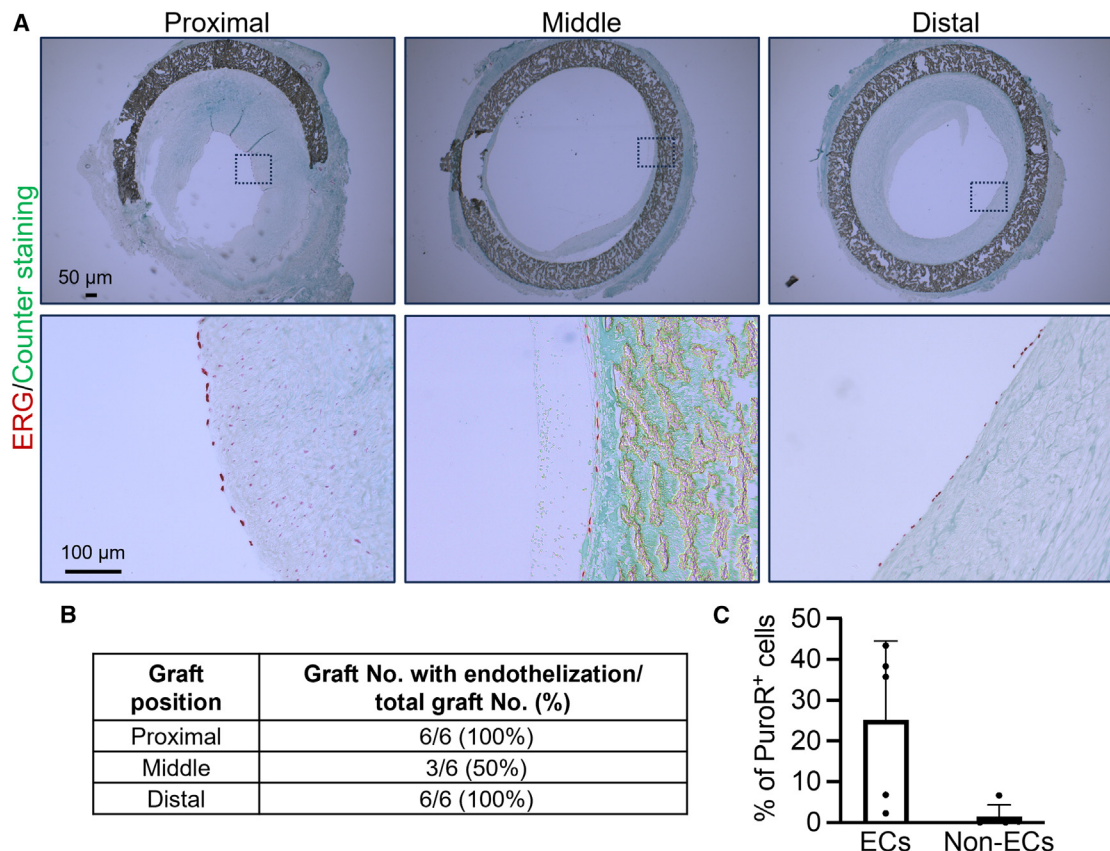 A
Proximal
Middle
Distal
ERG/Counter staining
50 µm
100 µm
B
Graft position
Graft No. with endothelization/
total graft No. (%)
Proximal
6/6 (100%)
Middle
3/6 (50%)
Distal
6/6 (100%)
C
% of PuroR⁺ cells
50
40
30
20
10
0
ECs
Non-ECs